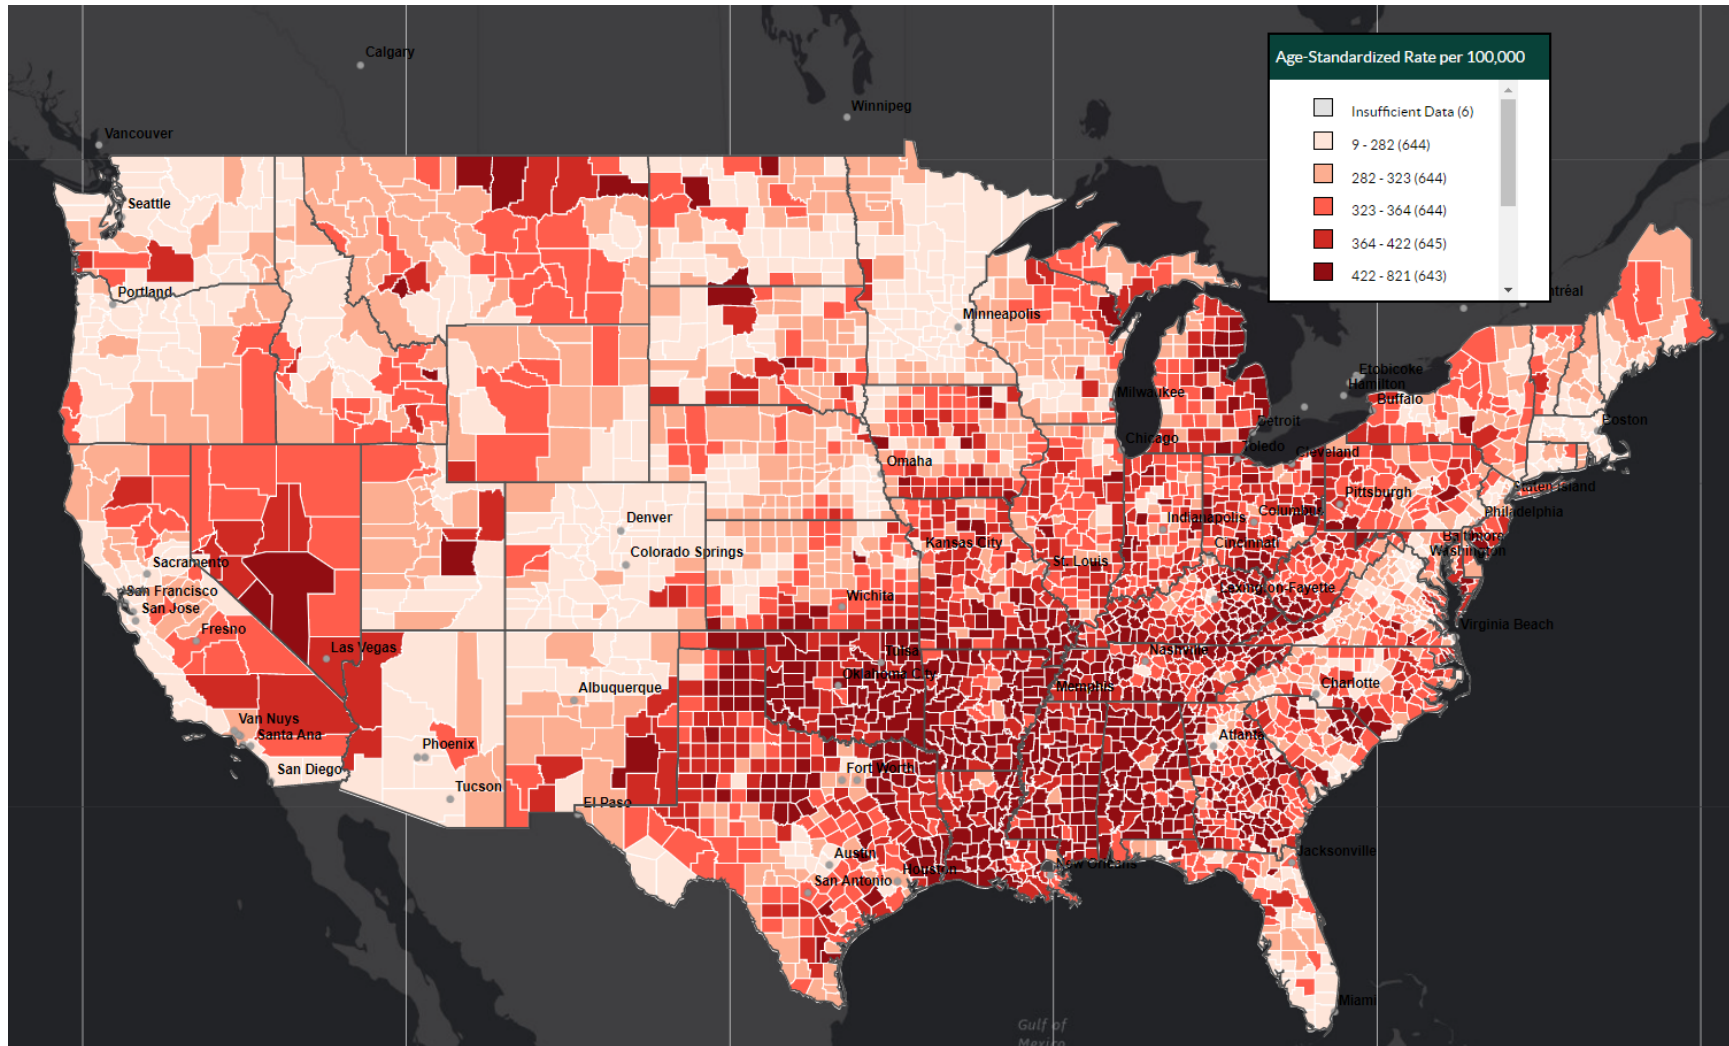 Calgary
Age-Standardized Rate per 100,000
Winnipeg
Insufficient Data (6)
Vancouver
9 - 282 (644)
282 - 323 (644)
Seattle
323 - 364 (644)
364 - 422 (645)
422 - 821 (643)
Portland
ntréal
Minneapolis
Etobicoke
Hamilton
Milwaukee
Buffalo
Detroit
Boston
Chicago
Toledo
Cleveland
Omaha
Staten Island
Pittsburgh
Philadelphia
Denver
Indianapolis
Columbus
Kansas City
Cincinnati
Baltimore
Colorado Springs
Washington
Sacramento
St. Louis
San Francisco
Lexington-Fayette
San Jose
Wichita
Fresno
Virginia Beach
Las Vegas
Tulsa
Nashville
Oklahoma City
Albuquerque
Memphis
Charlotte
Van Nuys
Santa Ana
Phoenix
Atlanta
San Diego
Fort Worth
Tucson
El Paso
Austin
Jacksonville
New Orleans
Houston
San Antonio
Miami
Gulf of
Mexico